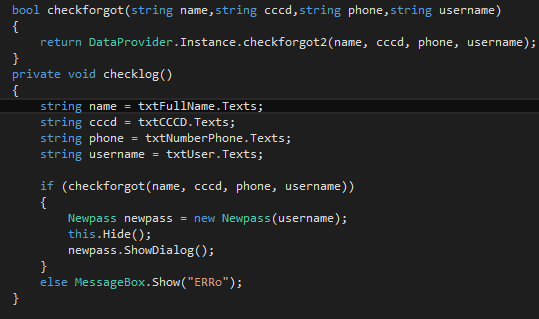 bool checkforgot(string name,string cccd,string phone,string username)
{
return DataProvider.Instance.checkforgot2(name, cccd, phone, username);
}
private void checklog()
{
string name = txtFullName.Texts;
string cccd = txtCCCD.Texts;
string phone = txtNumberPhone.Texts;
string username = txtUser.Texts;
if (checkforgot(name, cccd, phone, username))
{
Newpass newpass = new Newpass(username);
this.Hide();
newpass.ShowDialog();
}
else MessageBox.Show("ERRo");
}